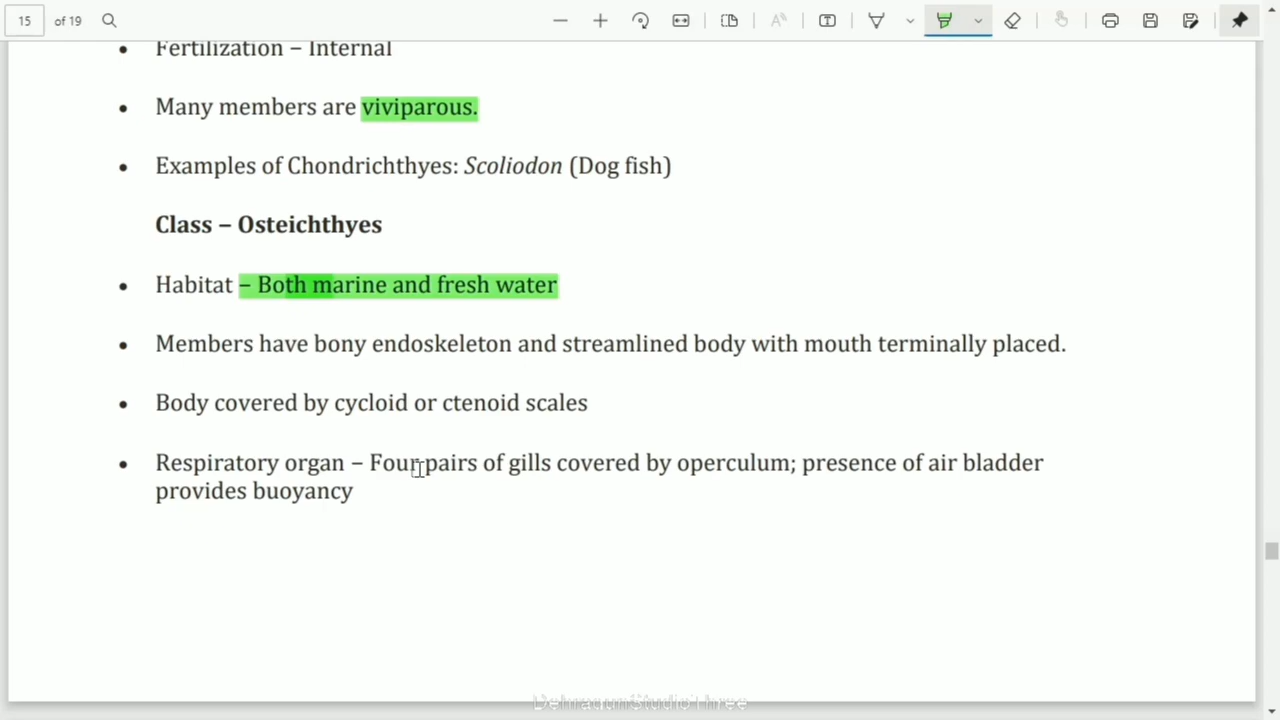 15 of 19
• Fertilization – Internal
• Many members are viviparous.
• Examples of Chondrichthyes: Scoliodon (Dog fish)
Class – Osteichthyes
• Habitat – Both marine and fresh water
• Members have bony endoskeleton and streamlined body with mouth terminally placed.
• Body covered by cycloid or ctenoid scales
• Respiratory organ – Four pairs of gills covered by operculum; presence of air bladder
provides buoyancy
DehradunStudioThree